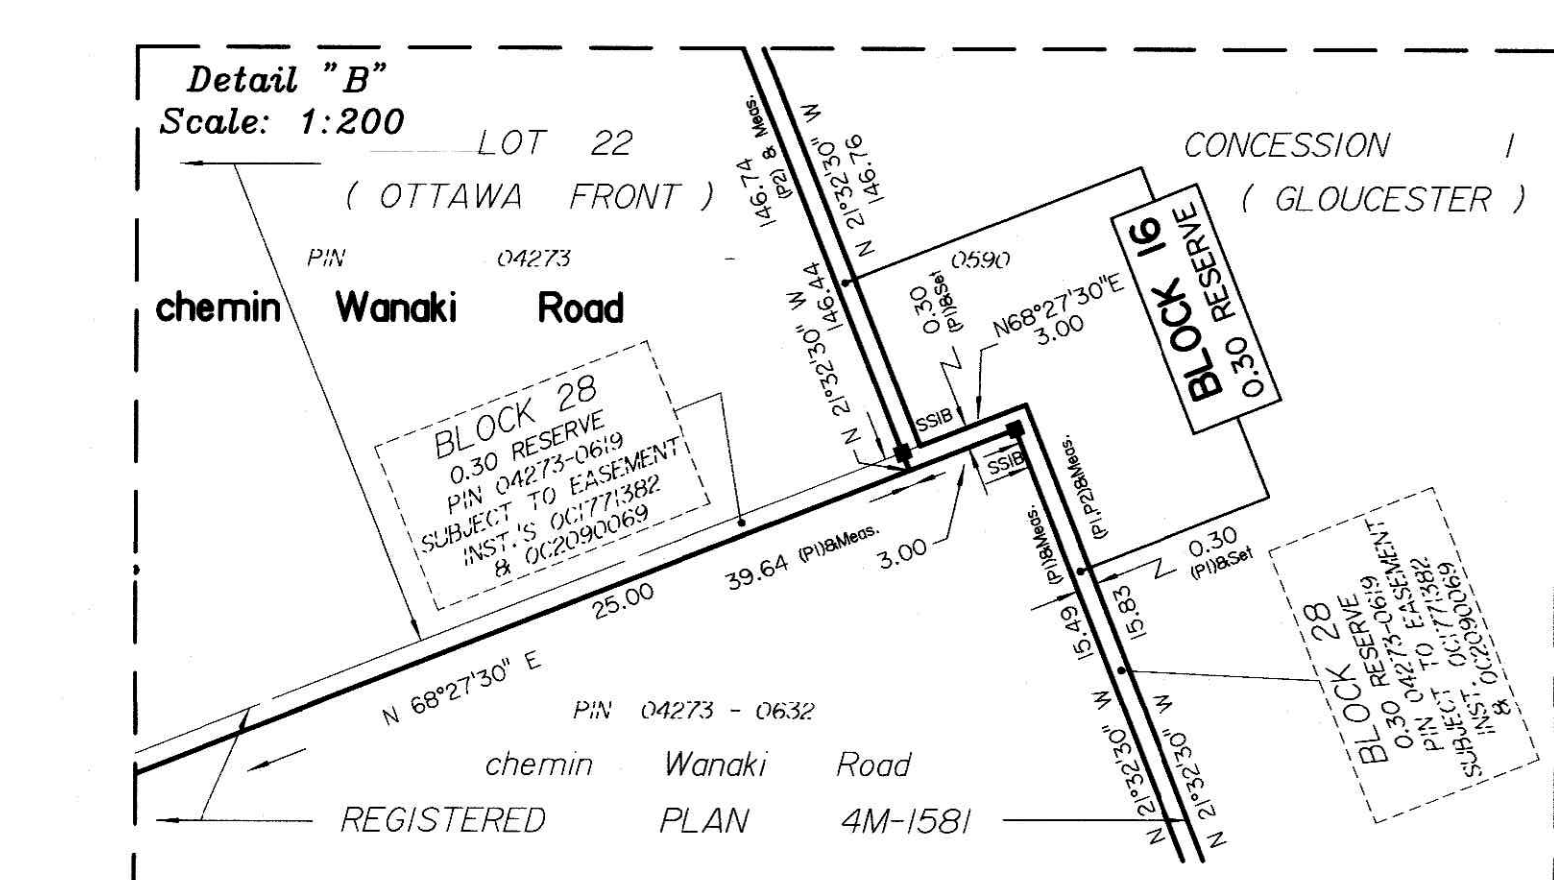 Detail "B"
Scale: 1:200
LOT 22
( OTTAWA FRONT )
CONCESSION I
( GLOUCESTER )
PIN 04273 - 0590
chemin Wanaki Road
146.74
(P2) & Meas.
N 21°32'30" W
146.76
N 21°32'30" W
146.44
0.30
(P1)&Set
N68°27'30"E
3.00
BLOCK 16
0.30 RESERVE
BLOCK 28
0.30 RESERVE
PIN 04273-0619
SUBJECT TO EASEMENT
INST.'S OC1771382
& OC2090069
SSIB
SSIB
25.00
39.64 (P1)&Meas.
3.00
N 68°27'30" E
(P1)&Meas.
15.49
N 21°32'30" W
(P1,P2)&Meas.
15.83
N 21°32'30" W
0.30
(P1)&Set
BLOCK 28
0.30 RESERVE
PIN 04273-0619
SUBJECT TO EASEMENT
INST. OC1771382
& OC2090069
PIN 04273 - 0632
chemin Wanaki Road
REGISTERED PLAN 4M-1581